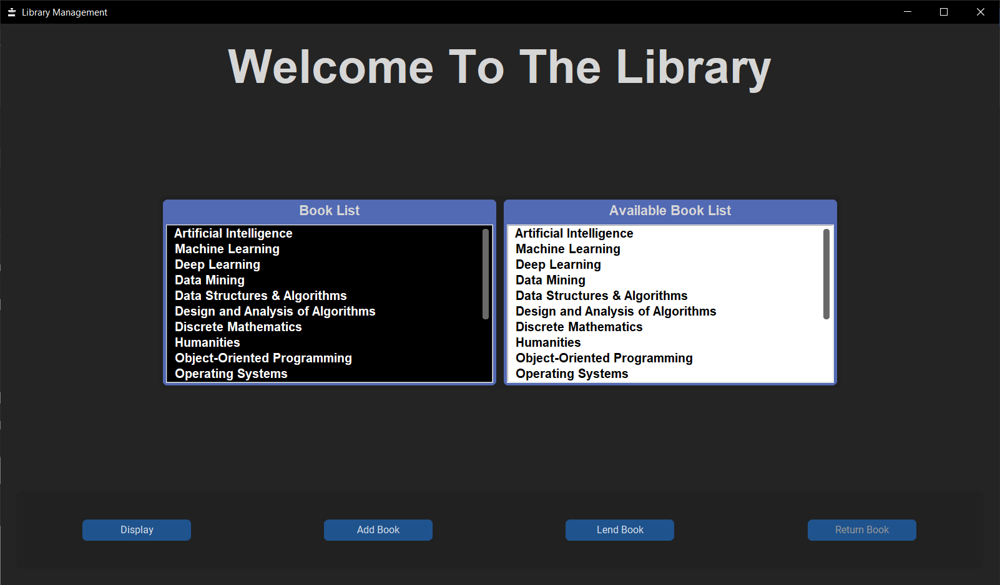 Library Management
Welcome To The Library
Book List
Artificial Intelligence
Machine Learning
Deep Learning
Data Mining
Data Structures & Algorithms
Design and Analysis of Algorithms
Discrete Mathematics
Humanities
Object-Oriented Programming
Operating Systems
Available Book List
Artificial Intelligence
Machine Learning
Deep Learning
Data Mining
Data Structures & Algorithms
Design and Analysis of Algorithms
Discrete Mathematics
Humanities
Object-Oriented Programming
Operating Systems
Display
Add Book
Lend Book
Return Book